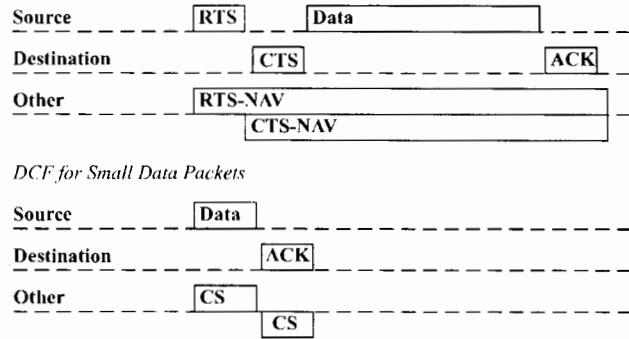 Source RTS Data
Destination CTS ACK
Other RTS-NAV
CTS-NAV
DCF for Small Data Packets
Source Data
Destination ACK
Other CS
CS